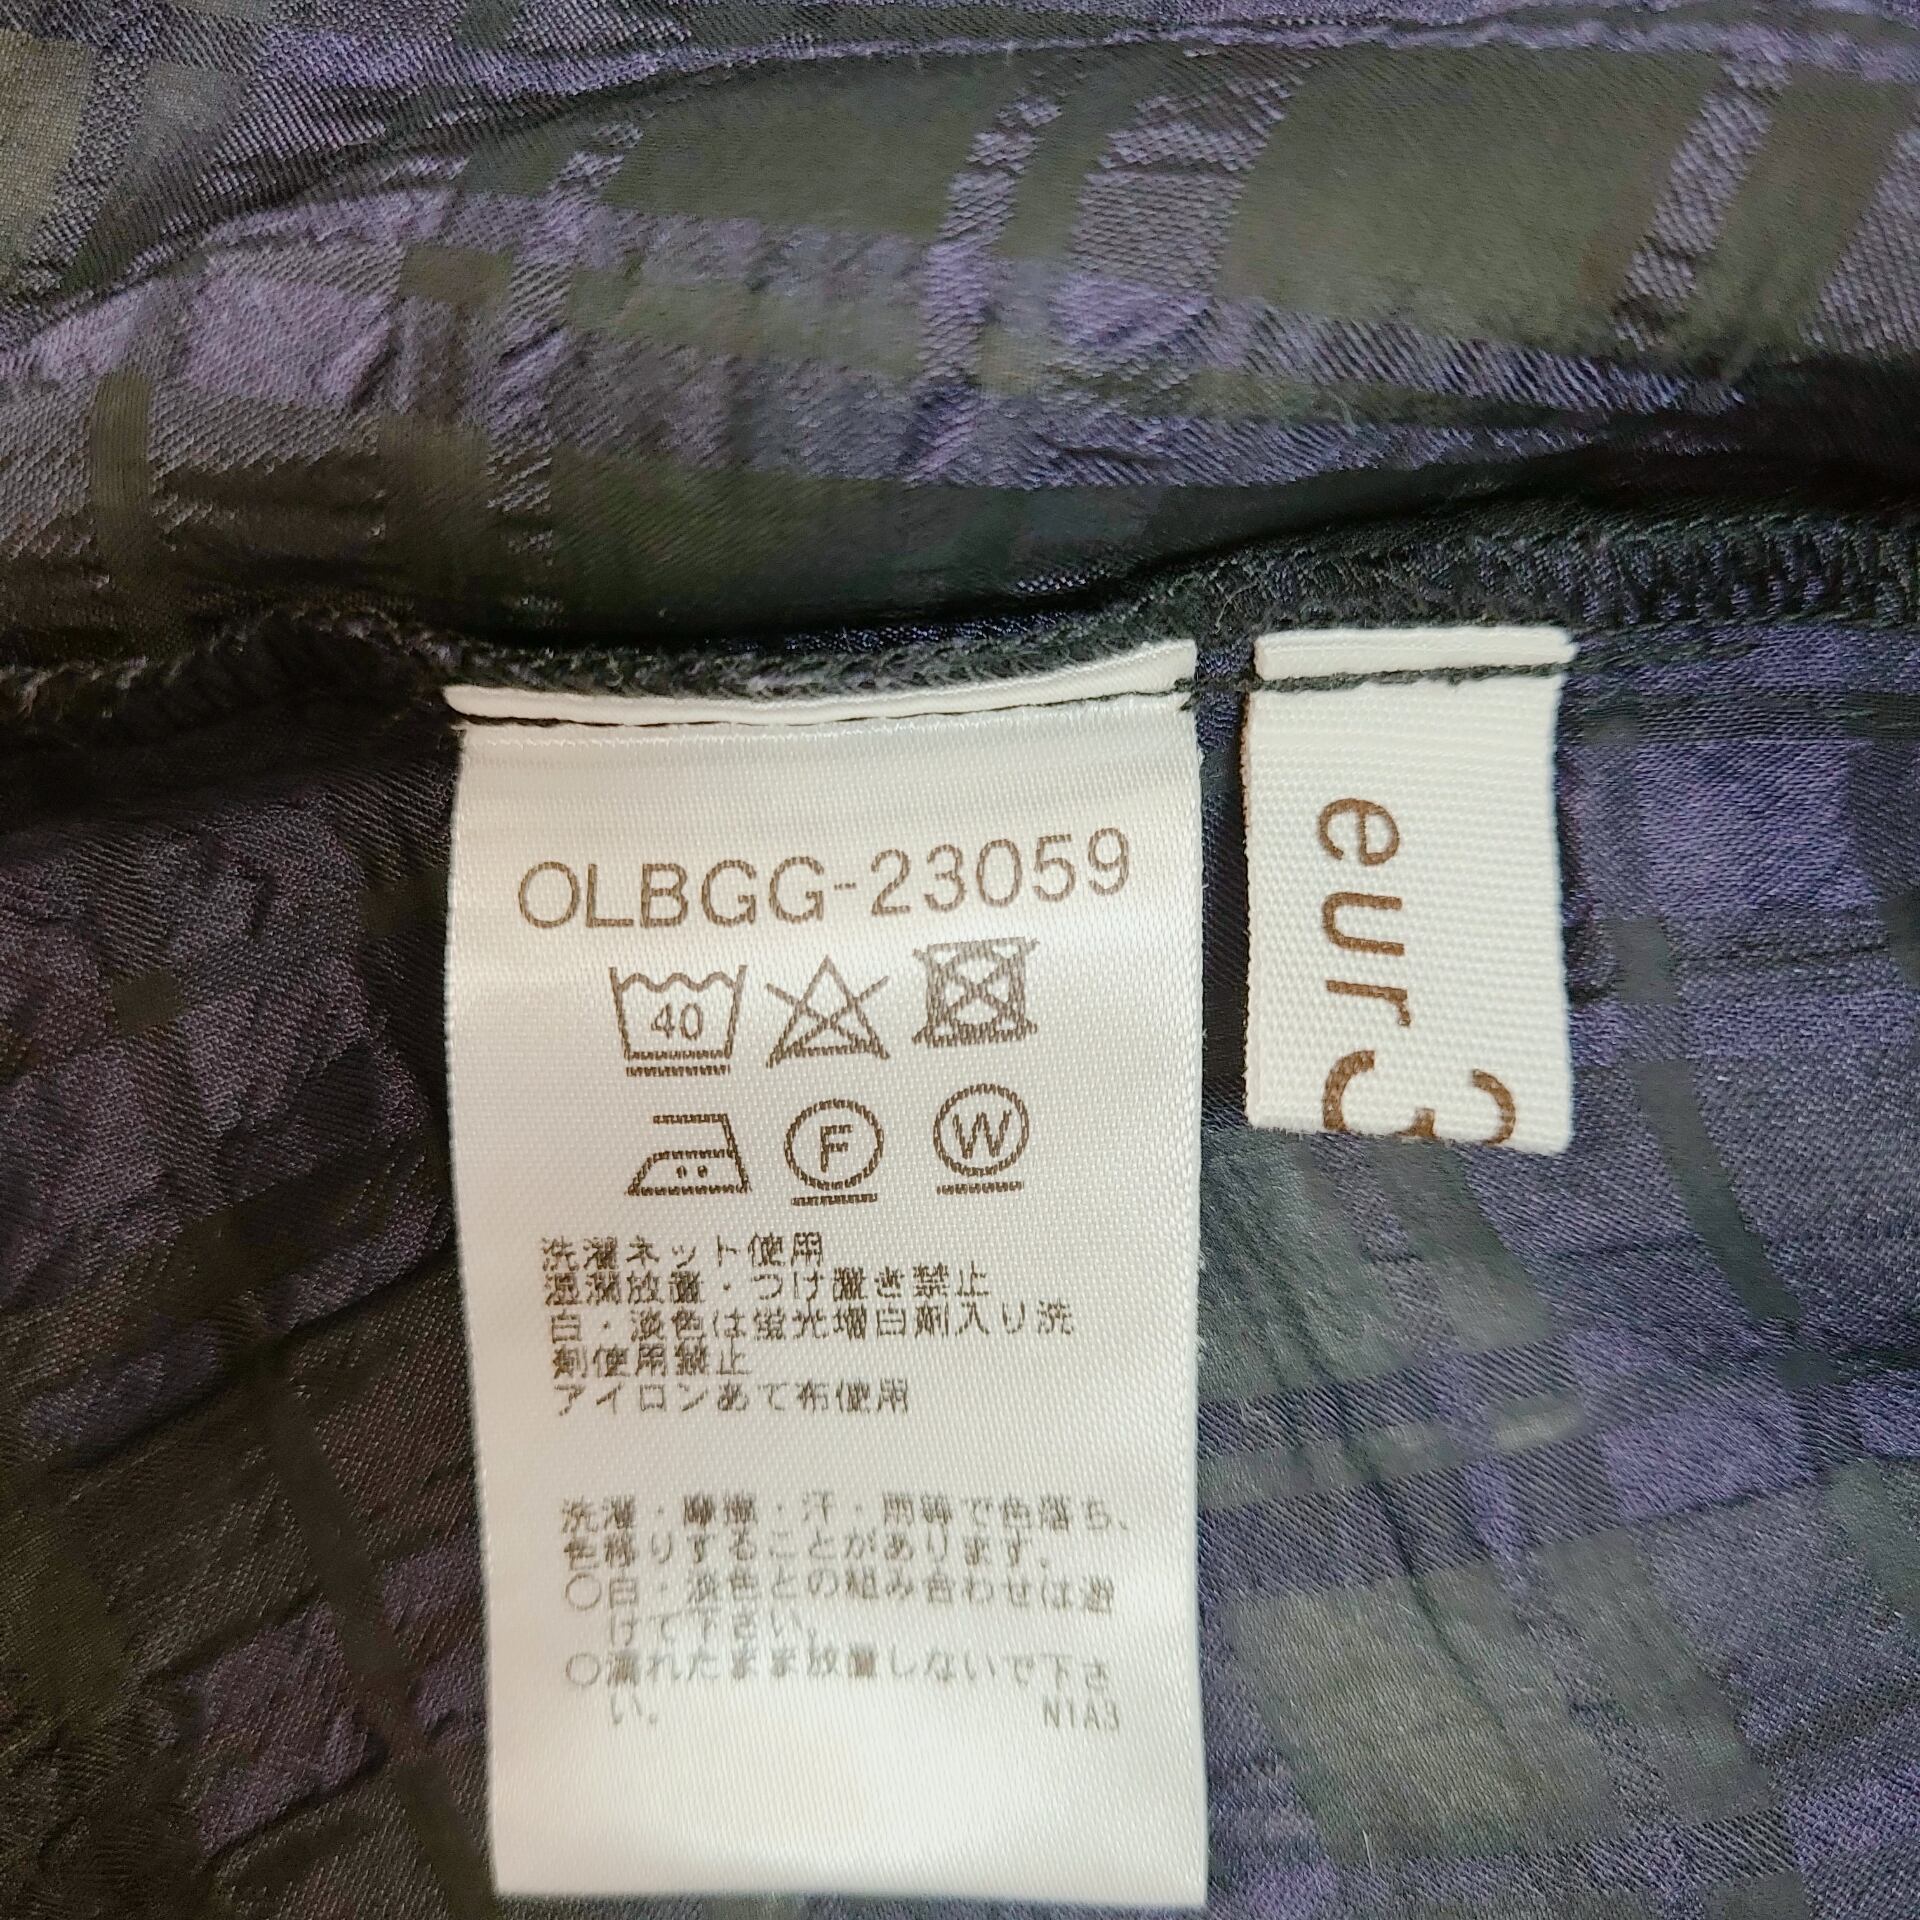 OLBGG-23059
40
F
W
洗濯ネット使用
湿潤放置・つけ置き禁止
白・淡色は蛍光増白剤入り洗
剤使用禁止
アイロンあて布使用
洗濯・摩擦・汗・雨等で色落ち、
色移りすることがあります。
○白・淡色との組み合わせは避
けて下さい。
○濡れたまま放置しないで下さ
い。
N1A3
eur3